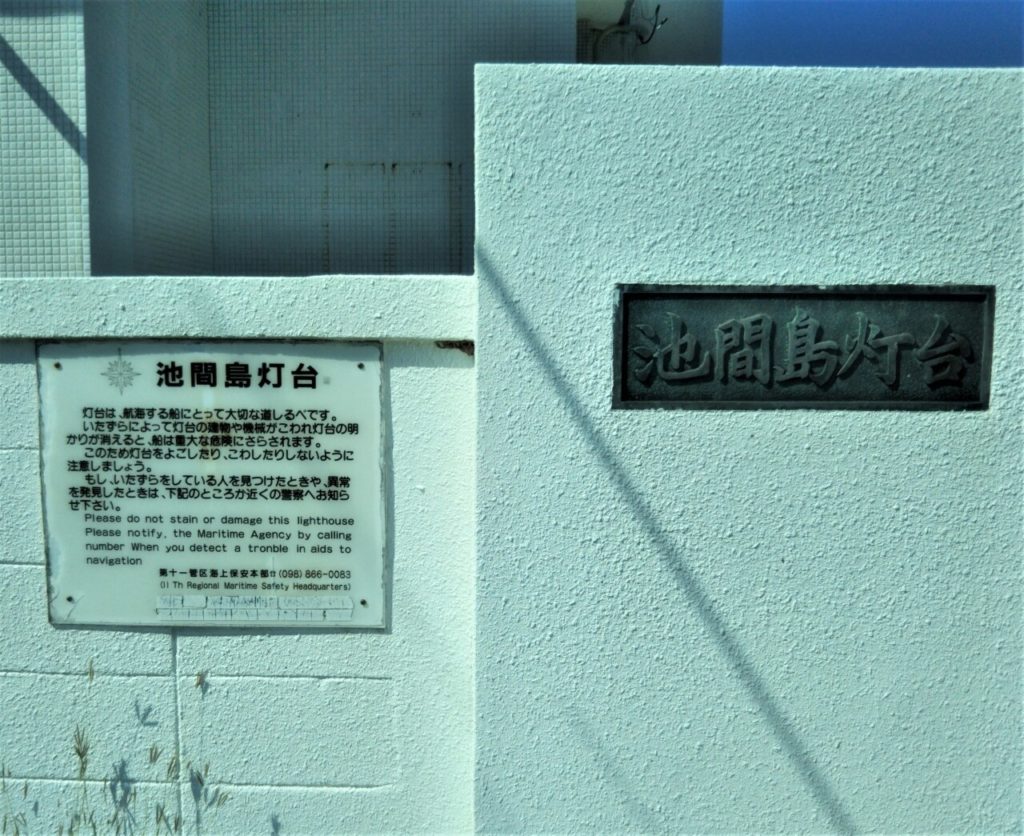 池間島灯台
灯台は、航海する船にとって大切な道しるべです。
いたずらによって灯台の建物や機械がこわれ灯台の明
かりが消えると、船は重大な危険にさらされます。
このため灯台をよごしたり、こわしたりしないように
注意しましょう。
もし、いたずらをしている人を見つけたときや、異常
を発見したときは、下記のところか近くの警察へお知ら
せ下さい。
Please do not stain or damage this lighthouse
Please notify, the Maritime Agency by calling
number When you detect a tronble in aids to
navigation
第十一管区海上保安本部☎(098)866-0083
(11 Th Regional Maritime Safety Headquarters)
池間島灯台